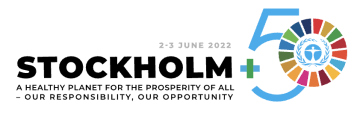 2-3 JUNE 2022
STOCKHOLM+50
A HEALTHY PLANET FOR THE PROSPERITY OF ALL
– OUR RESPONSIBILITY, OUR OPPORTUNITY